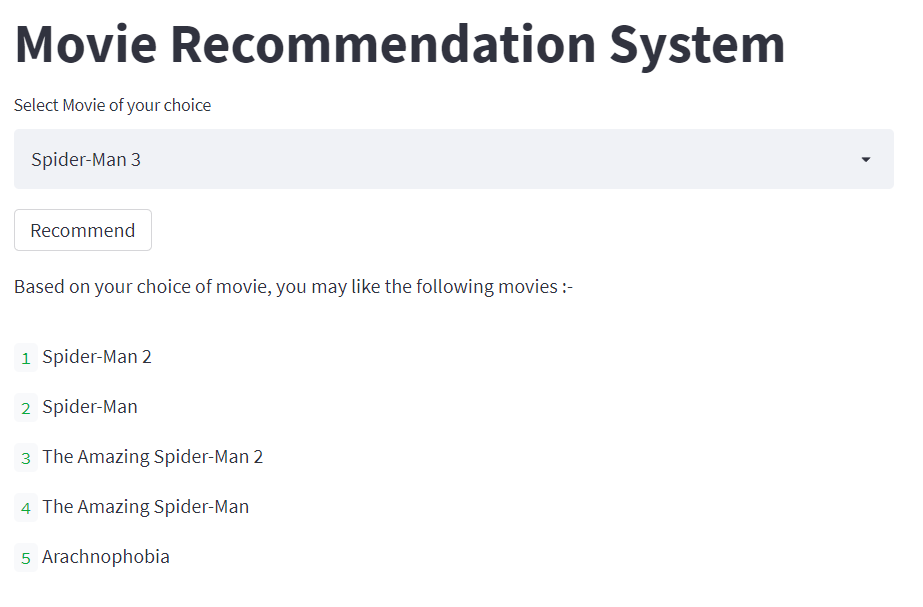 Movie Recommendation System
Select Movie of your choice
Spider-Man 3
Recommend
Based on your choice of movie, you may like the following movies :-
1 Spider-Man 2
2 Spider-Man
3 The Amazing Spider-Man 2
4 The Amazing Spider-Man
5 Arachnophobia